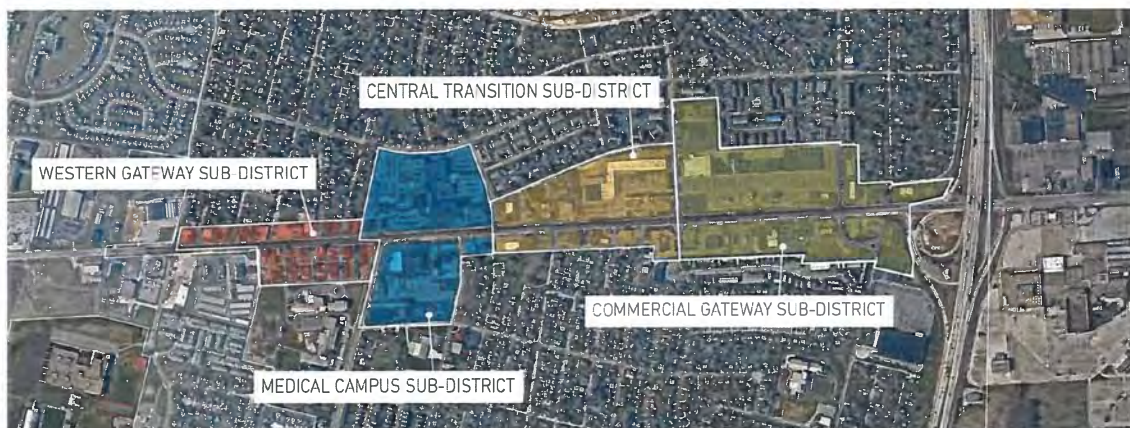 CENTRAL TRANSITION SUB-DISTRICT
WESTERN GATEWAY SUB-DISTRICT
COMMERCIAL GATEWAY SUB-DISTRICT
MEDICAL CAMPUS SUB-DISTRICT